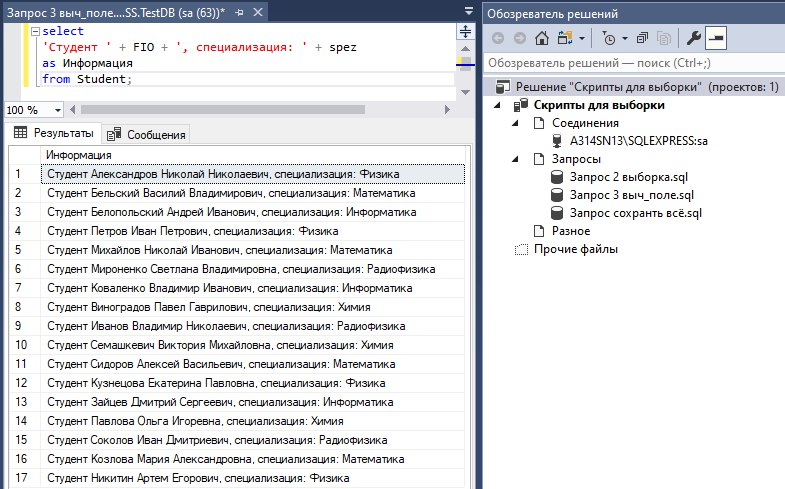 Запрос 3 выч_поле....SS.TestDB (sa (63))*
select
'Студент ' + FIO + ', специализация: ' + spez
as Информация
from Student;
100 %
Результаты
Сообщения
Информация
1 Студент Александров Николай Николаевич, специализация: Физика
2 Студент Бельский Василий Владимирович, специализация: Математика
3 Студент Белопольский Андрей Иванович, специализация: Информатика
4 Студент Петров Иван Петрович, специализация: Физика
5 Студент Михайлов Николай Иванович, специализация: Математика
6 Студент Мироненко Светлана Владимировна, специализация: Радиофизика
7 Студент Коваленко Владимир Иванович, специализация: Информатика
8 Студент Виноградов Павел Гаврилович, специализация: Химия
9 Студент Иванов Владимир Николаевич, специализация: Радиофизика
10 Студент Семашкевич Виктория Михайловна, специализация: Химия
11 Студент Сидоров Алексей Васильевич, специализация: Математика
12 Студент Кузнецова Екатерина Павловна, специализация: Физика
13 Студент Зайцев Дмитрий Сергеевич, специализация: Информатика
14 Студент Павлова Ольга Игоревна, специализация: Химия
15 Студент Соколов Иван Дмитриевич, специализация: Радиофизика
16 Студент Козлова Мария Александровна, специализация: Математика
17 Студент Никитин Артем Егорович, специализация: Физика
Обозреватель решений
Обозреватель решений — поиск (Ctrl+;)
Решение "Скрипты для выборки" (проектов: 1)
Скрипты для выборки
Соединения
A314SN13\SQLEXPRESS:sa
Запросы
Запрос 2 выборка.sql
Запрос 3 выч_поле.sql
Запрос сохрантьь всё.sql
Разное
Прочие файлы